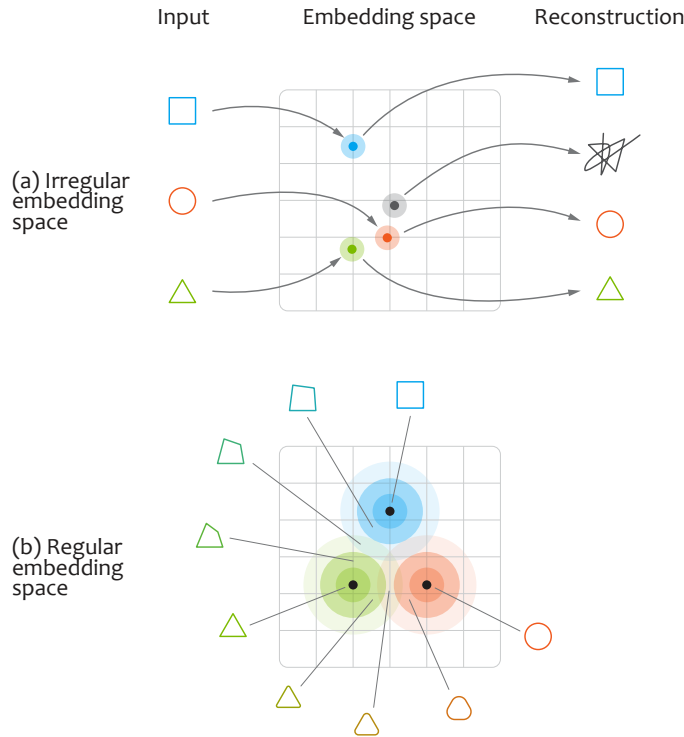 Input
Embedding space
Reconstruction
(a) Irregular
embedding
space
(b) Regular
embedding
space